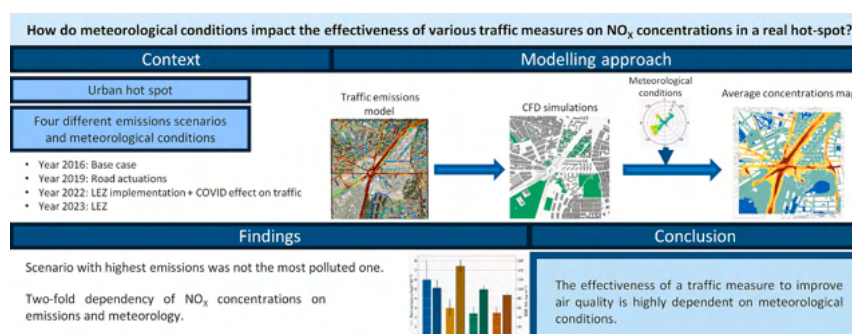 How do meteorological conditions impact the effectiveness of various traffic measures on NOX concentrations in a real hot-spot?
Context
Modelling approach
Urban hot spot
Four different emissions scenarios
and meteorological conditions
• Year 2016: Base case
• Year 2019: Road actuations
• Year 2022: LEZ implementation + COVID effect on traffic
• Year 2023: LEZ
Traffic emissions
model
CFD simulations
Meteorological
conditions
Average concentrations map
Findings
Conclusion
Scenario with highest emissions was not the most polluted one.
Two-fold dependency of NOX concentrations on
emissions and meteorology.
The effectiveness of a traffic measure to improve
air quality is highly dependent on meteorological
conditions.